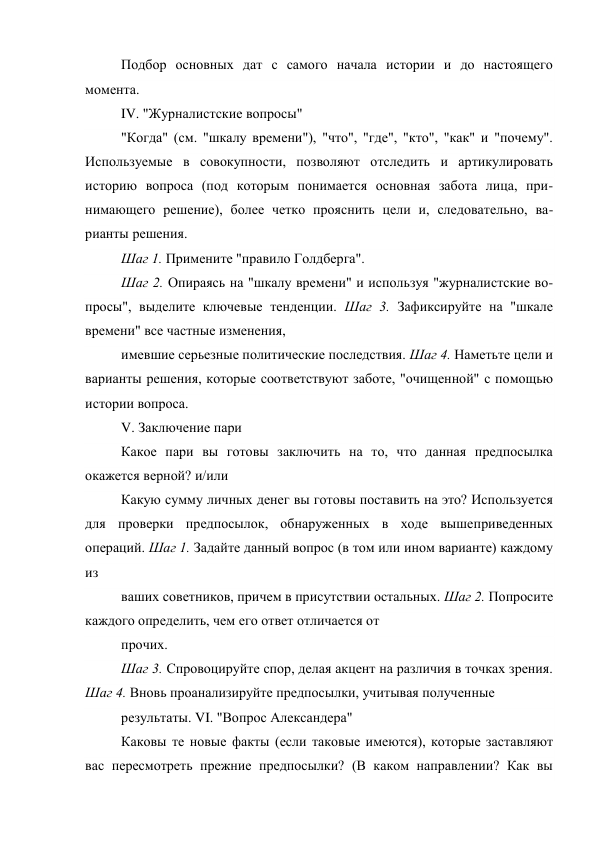 Подбор основных дат с самого начала истории и до настоящего
момента.
IV. "Журналистские вопросы"
"Когда" (см. "шкалу времени"), "что", "где", "кто", "как" и "почему".
Используемые в совокупности, позволяют отследить и артикулировать
историю вопроса (под которым понимается основная забота лица, при-
нимающего решение), более четко прояснить цели и, следовательно, ва-
рианты решения.
Шаг 1. Примените "правило Голдберга".
Шаг 2. Опираясь на "шкалу времени" и используя "журналистские во-
просы", выделите ключевые тенденции. Шаг 3. Зафиксируйте на "шкале
времени" все частные изменения,
имевшие серьезные политические последствия. Шаг 4. Наметьте цели и
варианты решения, которые соответствуют заботе, "очищенной" с помощью
истории вопроса.
V. Заключение пари
Какое пари вы готовы заключить на то, что данная предпосылка
окажется верной? и/или
Какую сумму личных денег вы готовы поставить на это? Используется
для проверки предпосылок, обнаруженных в ходе вышеприведенных
операций. Шаг 1. Задайте данный вопрос (в том или ином варианте) каждому
из
ваших советников, причем в присутствии остальных. Шаг 2. Попросите
каждого определить, чем его ответ отличается от
прочих.
Шаг 3. Спровоцируйте спор, делая акцент на различия в точках зрения.
Шаг 4. Вновь проанализируйте предпосылки, учитывая полученные
результаты. VI. "Вопрос Александера"
Каковы те новые факты (если таковые имеются), которые заставляют
вас пересмотреть прежние предпосылки? (В каком направлении? Как вы